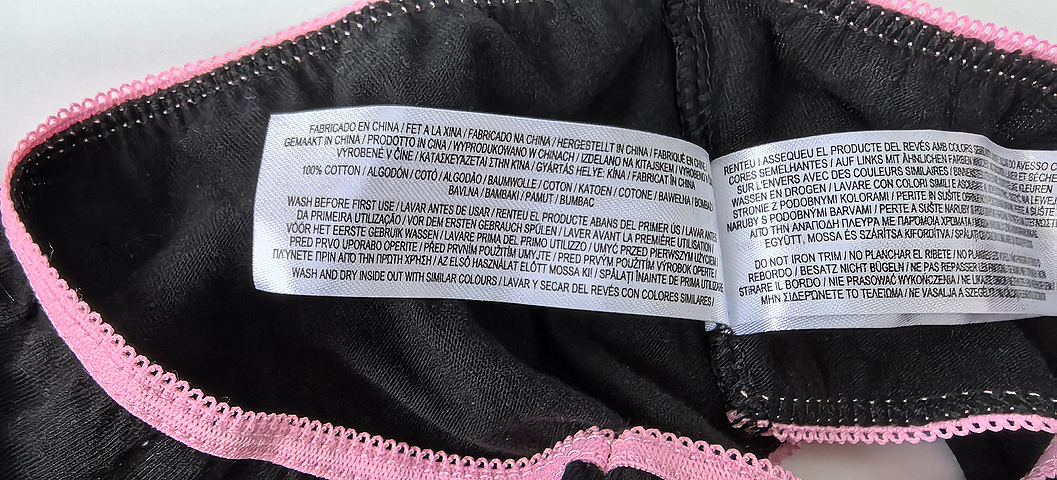 FABRICADO EN CHINA / FET A LA XINA / FABRICADO NA CHINA / HERGESTELLT IN CHINA / FABRIQUÉ EN CHINE
GEMAAKT IN CHINA / PRODOTTO IN CINA / WYPRODUKOWANO W CHINACH / IZDELANO NA KITAJSKEM / VYROBENO V
VYROBENÉ V ČÍNE / ΚΑΤΑΣΚΕΥΑΖΕΤΑΙ ΣΤΗΝ ΚΙΝΑ / GYÁRTÁS HELYE: KÍNA / FABRICAT ÎN CHINA
100% COTTON / ALGODÓN / COTÓ / ALGODÃO / BAUMWOLLE / COTON / KATOEN / COTONE / BAWEŁNA / BOMBAŽ
BAVLNA / ΒΑΜΒΑΚΙ / PAMUT / BUMBAC
WASH BEFORE FIRST USE / LAVAR ANTES DE USAR / RENTEU EL PRODUCTE ABANS DEL PRIMER ÚS / LAVAR ANTES
DA PRIMEIRA UTILIZAÇÃO / VOR DEM ERSTEN GEBRAUCH SPÜLEN / LAVER AVANT LA PREMIÈRE UTILISATION /
VÓÓR HET EERSTE GEBRUIK WASSEN / LAVARE PRIMA DEL PRIMO UTILIZZO / UMYĆ PRZED PIERWSZYM UŻYCIEM
PRED PRVO UPORABO OPERITE / PŘED PRVNÍM POUŽITÍM UMYJTE / PRED PRVÝM POUŽITÍM VÝROBOK OPERTE /
ΠΛΥΝΕΤΕ ΠΡΙΝ ΑΠΟ ΤΗΝ ΠΡΩΤΗ ΧΡΗΣΗ / AZ ELSŐ HASZNÁLAT ELŐTT MOSSA KI! / SPĂLAȚI ÎNAINTE DE PRIMA
WASH AND DRY INSIDE OUT WITH SIMILAR COLOURS / LAVAR Y SECAR DEL REVÉS CON COLORES SIMILARES /
RENTEU I ASSEQUEU EL PRODUCTE DEL REVÉS AMB COLORS
CORES SEMELHANTES / AUF LINKS MIT ÄHNLICHEN FARBEN
SUR L'ENVERS AVEC DES COULEURS SIMILAIRES /
WASSEN EN DROGEN / LAVARE CON COLORI SIMILI E
STRONIE Z PODOBNYMI KOLORAMI / PERITE IN SUŠITE
NARUBY S PODOBNÝMI BARVAMI / PERTE A SUŠTE NARUBY S
ΑΠΟ ΤΗΝ ΑΝΑΠΟΔΗ ΠΛΕΥΡΑ ΜΕ ΠΑΡΟΜΟΙΑ ΧΡΩΜΑΤΑ
EGYÜTT, MOSSA ÉS SZÁRÍTSA KIFORDÍTVA / SPĂLAȚI
DO NOT IRON TRIM / NO PLANCHAR EL RIBETE / NO PLANXEU
REBORDO / BESATZ NICHT BÜGELN / NE PAS REPASSER
STIRARE IL BORDO / NIE PRASOWAĆ WYKOŃCZENIA / NE
ΜΗΝ ΣΙΔΕΡΩΝΕΤΕ ΤΟ ΤΕΛΕΙΩΜΑ / NE VASALJA A